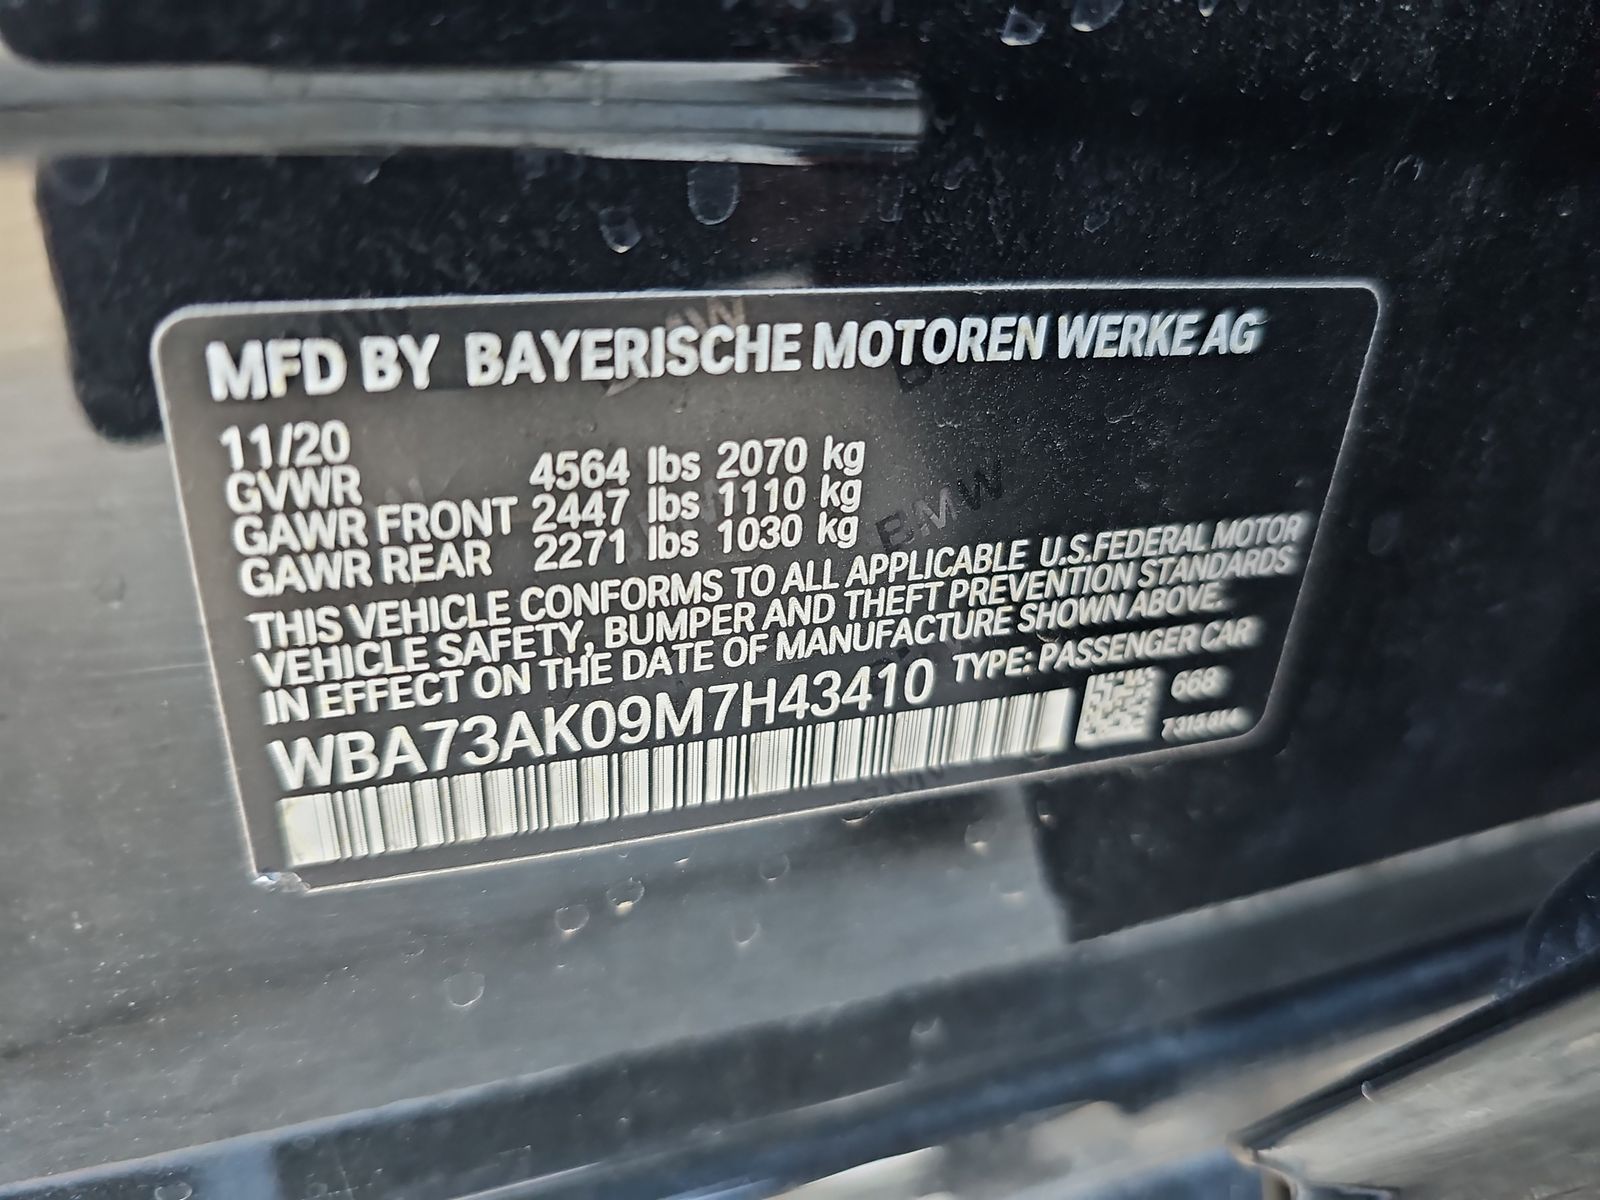 MFD BY BAYERISCHE MOTOREN WERKE AG
11/20
GVWR 4564 lbs 2070 kg
GAWR FRONT 2447 lbs 1110 kg
GAWR REAR 2271 lbs 1030 kg
THIS VEHICLE CONFORMS TO ALL APPLICABLE U.S.FEDERAL MOTOR
VEHICLE SAFETY, BUMPER AND THEFT PREVENTION STANDARDS
IN EFFECT ON THE DATE OF MANUFACTURE SHOWN ABOVE.
WBA73AK09M7H43410 TYPE: PASSENGER CAR
668
BMW